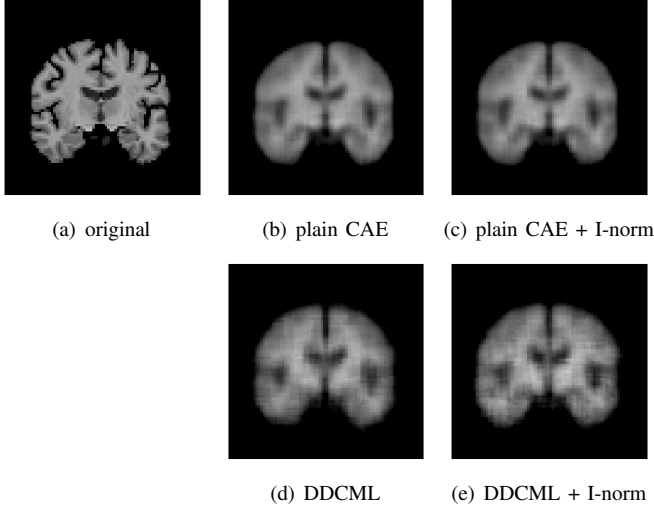 (a) original
(b) plain CAE
(c) plain CAE + I-norm
(d) DDCML
(e) DDCML + I-norm